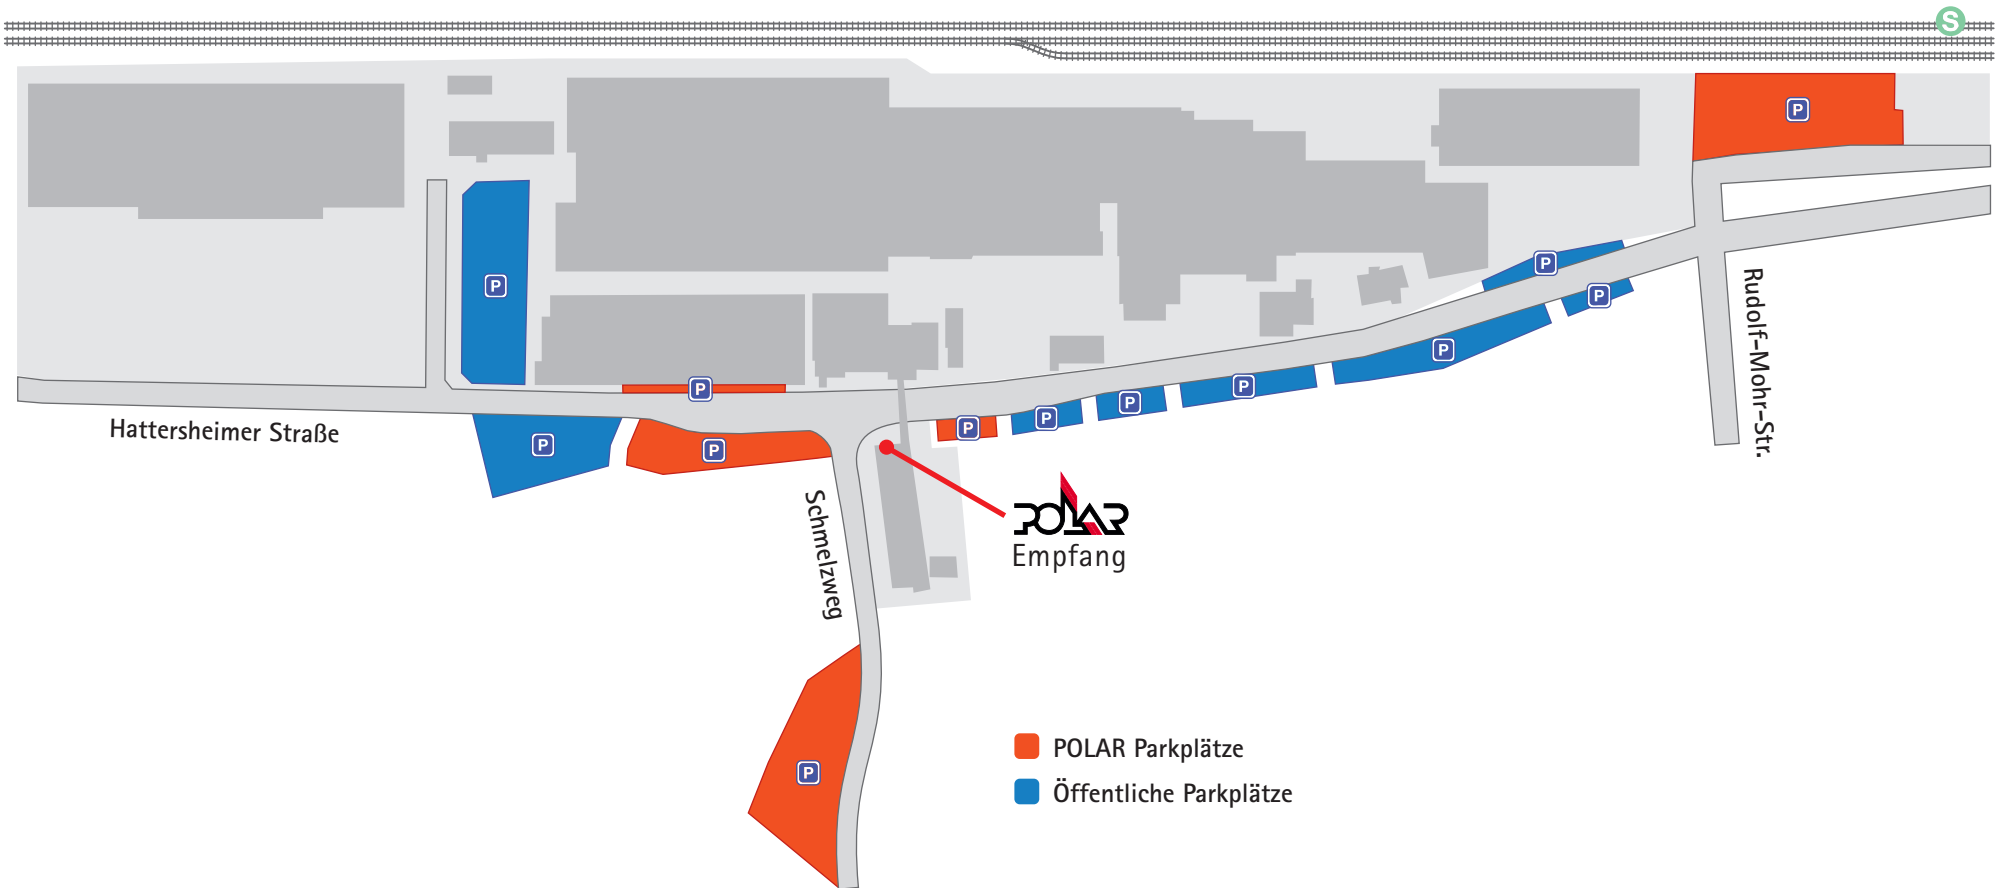 S
P
P
P
P
P
P
P
P
P
P
P
P
P
P
Hattersheimer Straße
Rudolf-Mohr-Str.
Schmelzweg
POLAR
Empfang
POLAR Parkplätze
Öffentliche Parkplätze